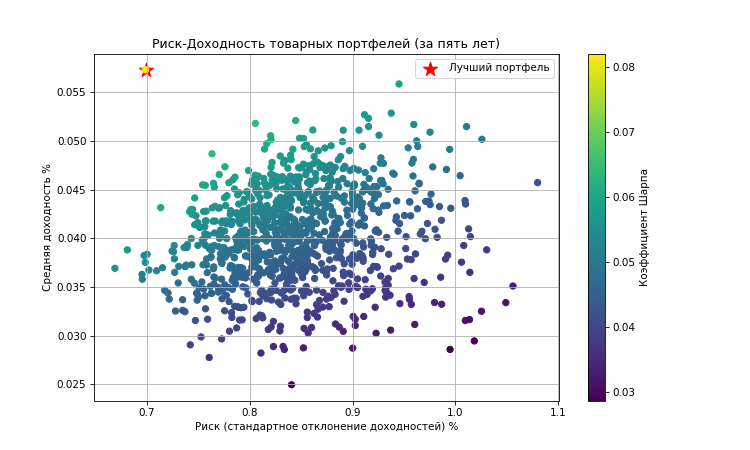 Риск-Доходность товарных портфелей (за пять лет)
Лучший портфель
Средняя доходность %
0.055
0.050
0.045
0.040
0.035
0.030
0.025
0.7 0.8 0.9 1.0 1.1
Риск (стандартное отклонение доходностей) %
0.08
0.07
0.06
0.05
0.04
0.03
Коэффициент Шарпа